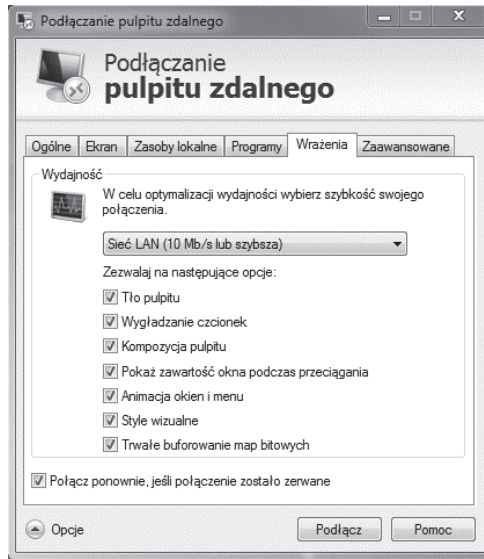 Podłączanie pulpitu zdalnego
Podłączanie
pulpitu zdalnego
Ogólne Ekran Zasoby lokalne Programy Wrażenia Zaawansowane
Wydajność
W celu optymalizacji wydajności wybierz szybkość swojego
połączenia.
Sieć LAN (10 Mb/s lub szybsza)
Zezwalaj na następujące opcje:
Tło pulpitu
Wygładzanie czcionek
Kompozycja pulpitu
Pokaż zawartość okna podczas przeciągania
Animacja okien i menu
Style wizualne
Trwałe buforowanie map bitowych
Połącz ponownie, jeśli połączenie zostało zerwane
Opcje Podłącz Pomoc